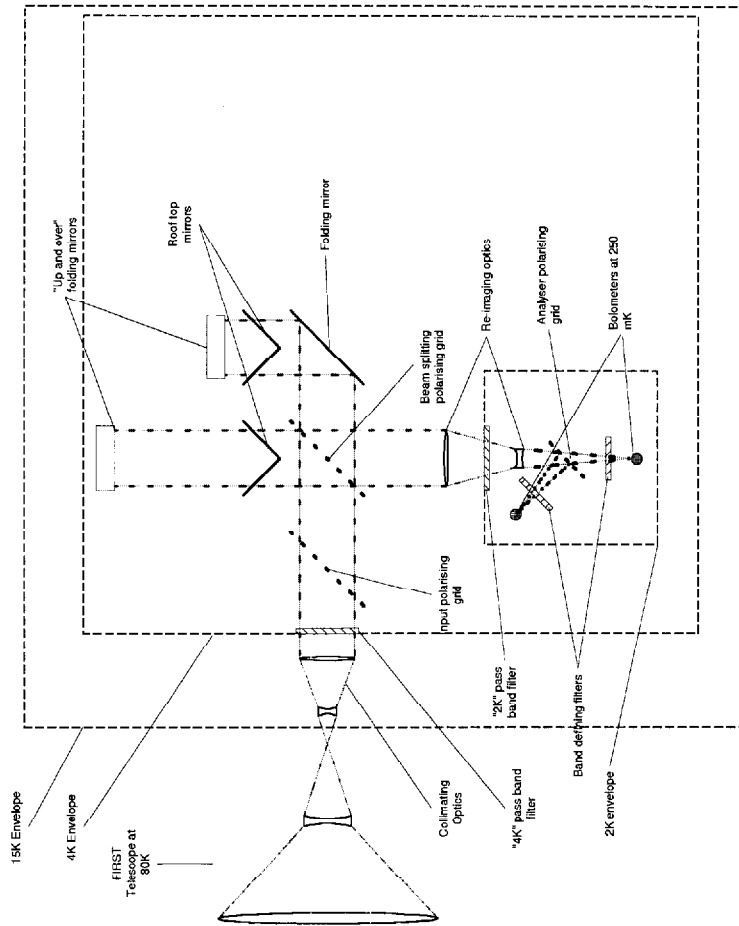 15K Envelope
4K Envelope
FIRST
Telescope at
80K
"Up and over"
folding mirrors
Roof top
mirrors
Folding mirror
Beam splitting
polarising grid
Input polarising
grid
Re-imaging optics
Analyser polarising
grid
Bolometers at 250
mK
Collimating
Optics
"4K" pass band
filter
"2K" pass
band filter
Band defining filters
2K envelope